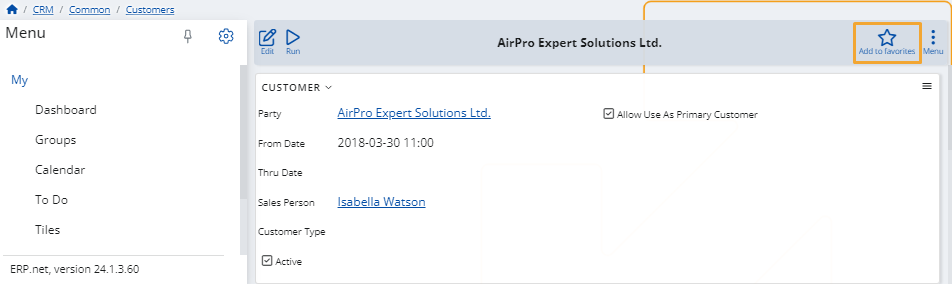 / CRM / Common / Customers
Menu
My
Dashboard
Groups
Calendar
To Do
Tiles
ERP.net, version 24.1.3.60
Edit Run AirPro Expert Solutions Ltd. Add to favorites Menu
CUSTOMER
Party AirPro Expert Solutions Ltd. Allow Use As Primary Customer
From Date 2018-03-30 11:00
Thru Date
Sales Person Isabella Watson
Customer Type
Active